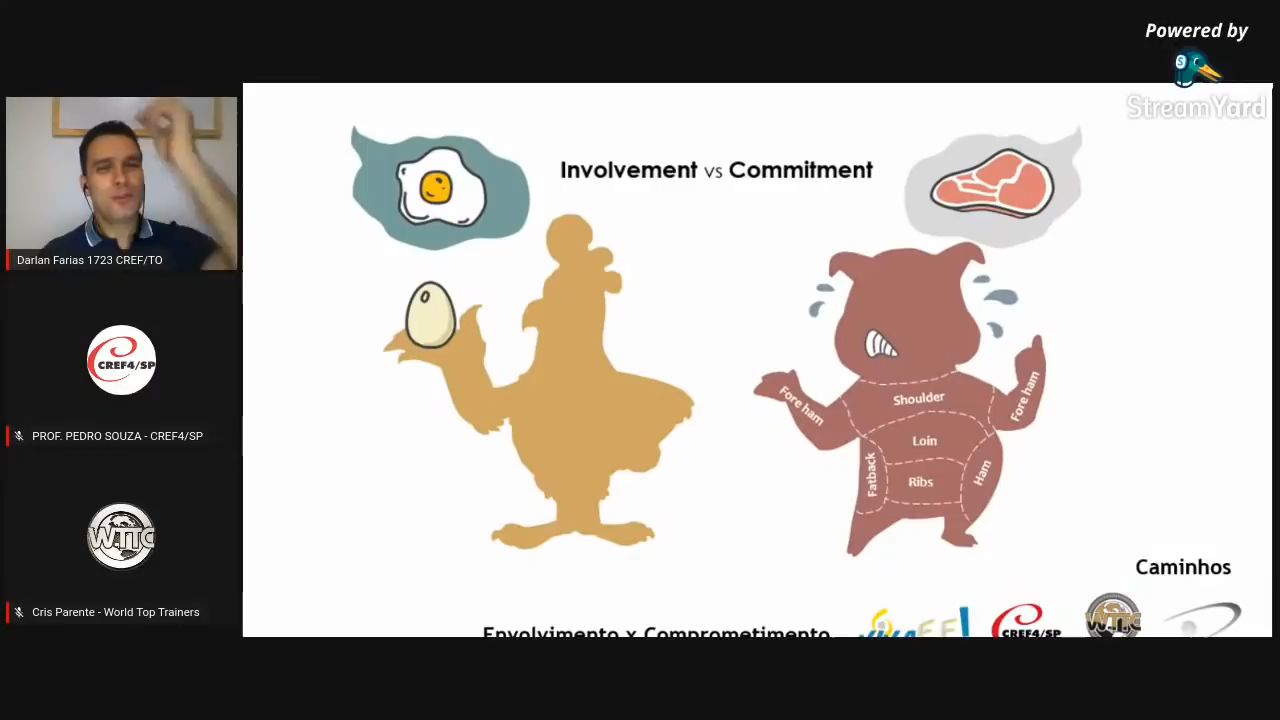 Powered by
StreamYard
Involvement vs Commitment
Fore ham
Shoulder
Fore ham
Loin
Fatback
Ribs
Ham
Caminhos
Envolvimento x Comprometimento
CREF4/SP
WTTC
Darlan Farias 1723 CREF/TO
CREF4/SP
PROF. PEDRO SOUZA - CREF4/SP
WTTC
Cris Parente - World Top Trainers